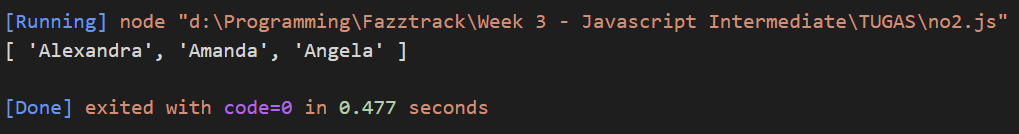 [Running] node "d:\Programming\Fazztrack\Week 3 - Javascript Intermediate\TUGAS\no2.js"
[ 'Alexandra', 'Amanda', 'Angela' ]
[Done] exited with code=0 in 0.477 seconds